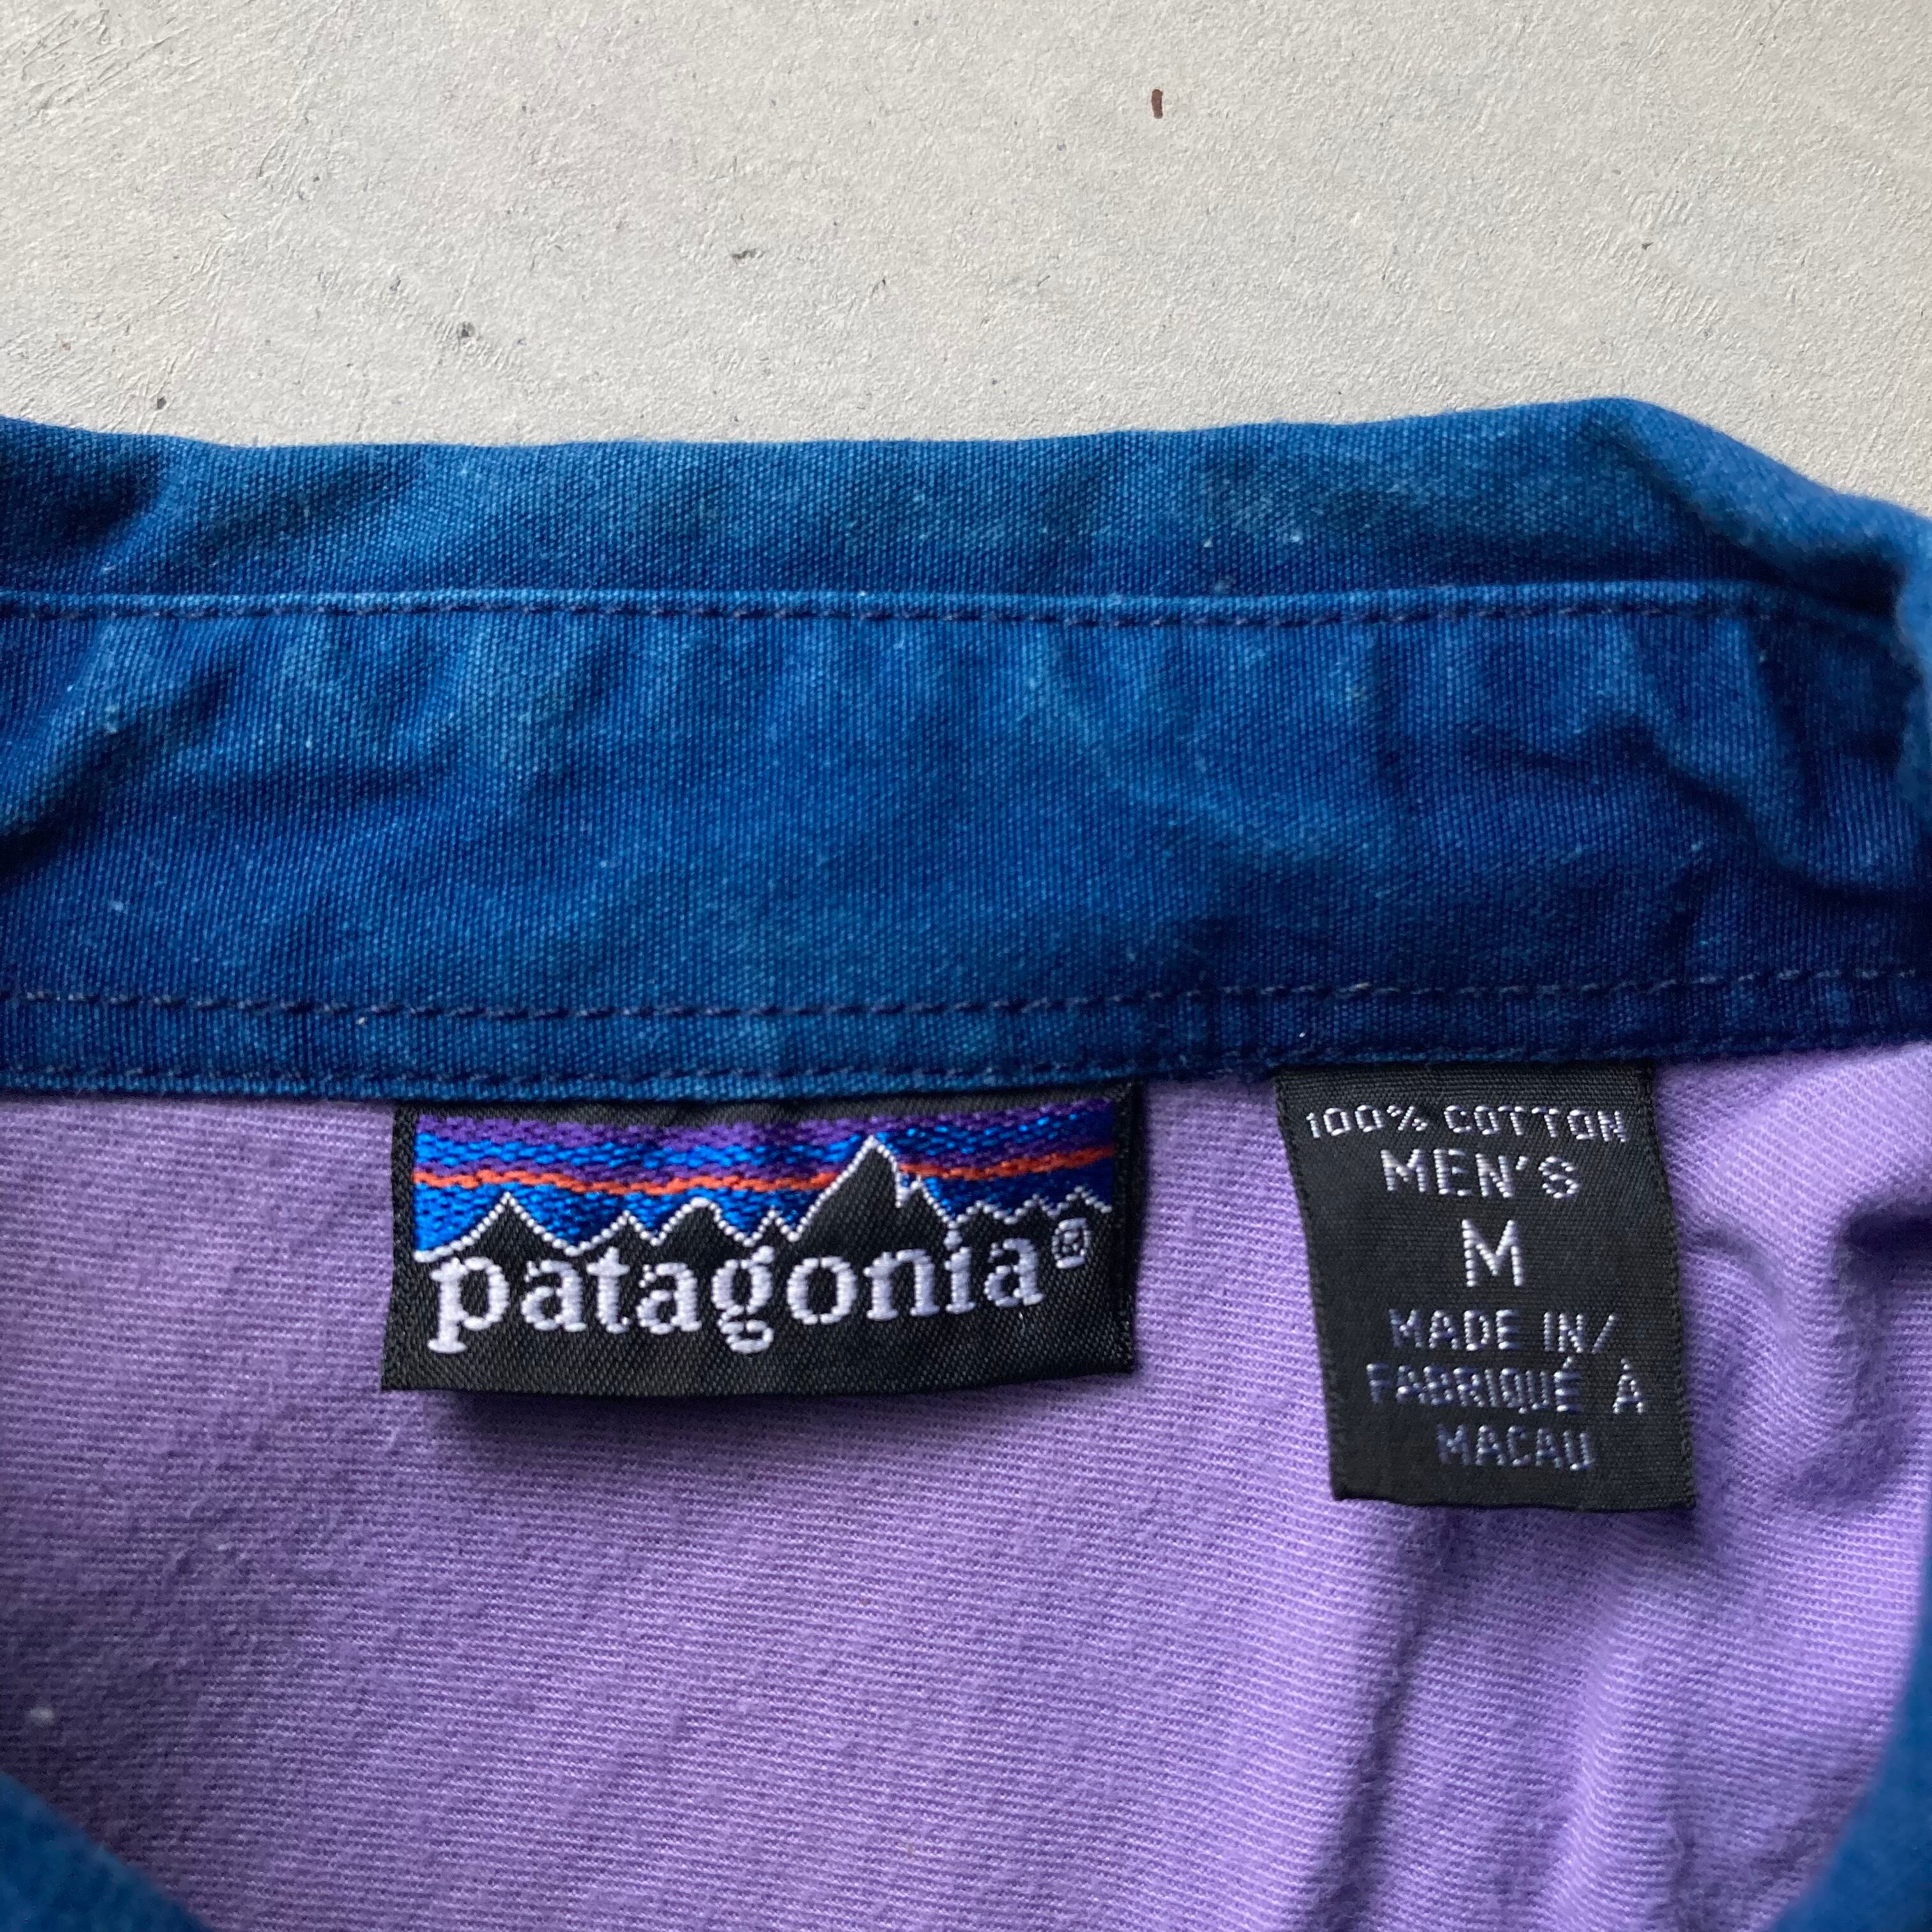 patagonia®
100% COTTON
MEN'S
M
MADE IN/
FABRIQUÉ À
MACAU